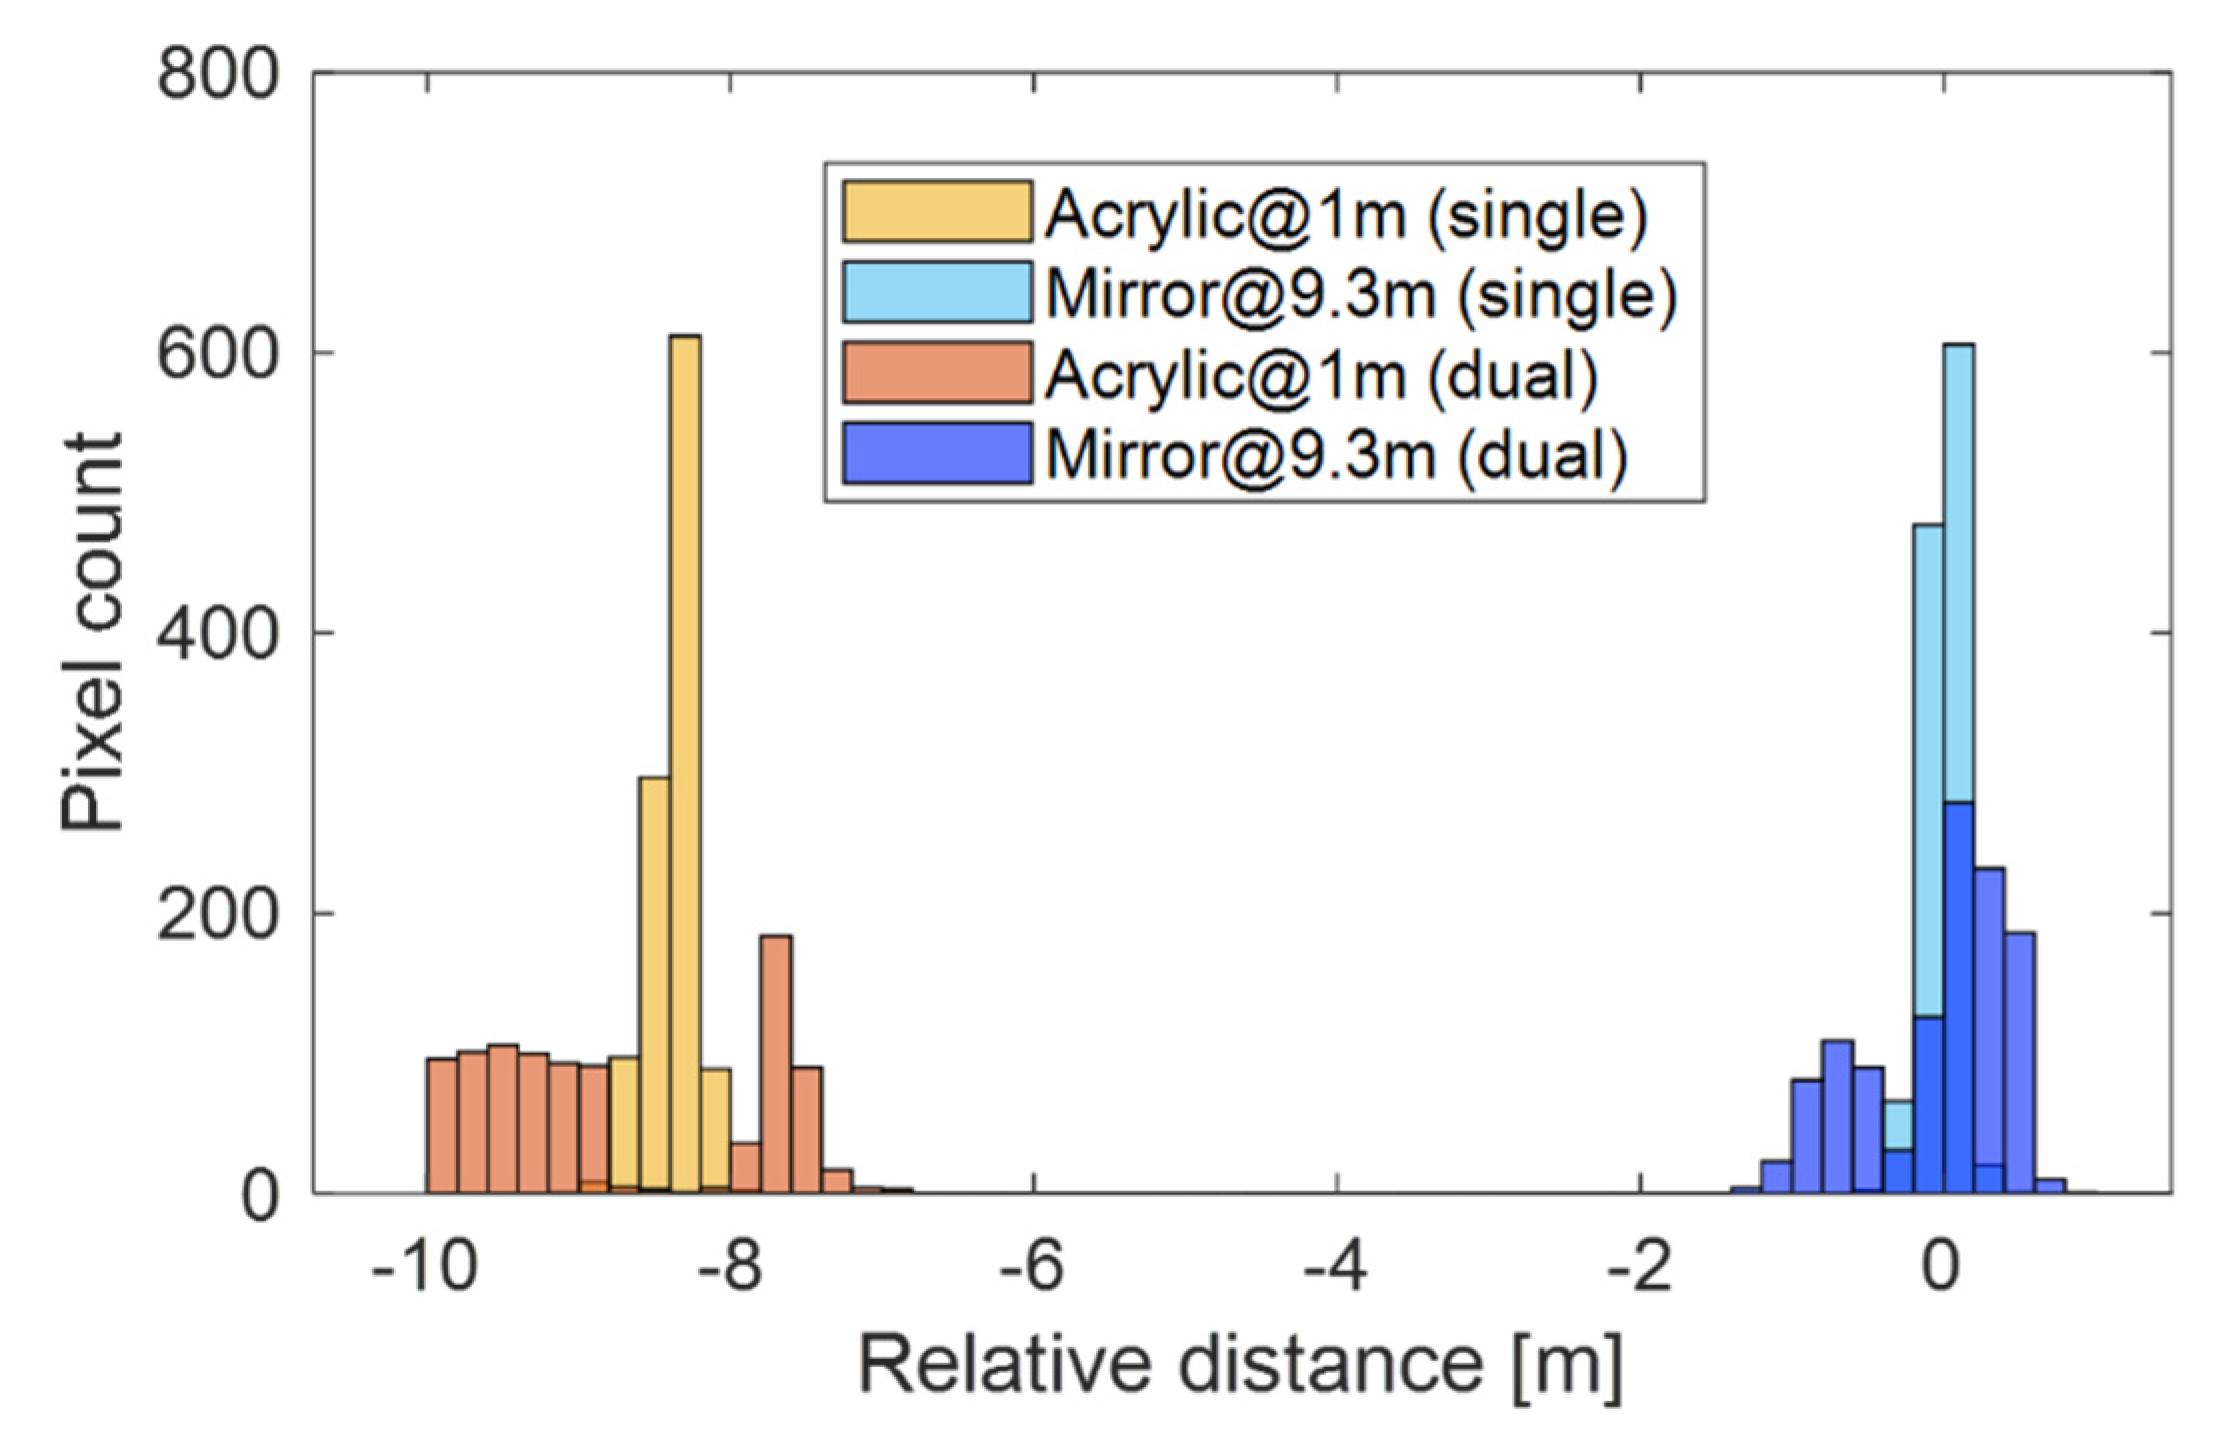 800
600
400
200
0
Pixel count
Acrylic@1m (single)
Mirror@9.3m (single)
Acrylic@1m (dual)
Mirror@9.3m (dual)
-10 -8 -6 -4 -2 0
Relative distance [m]